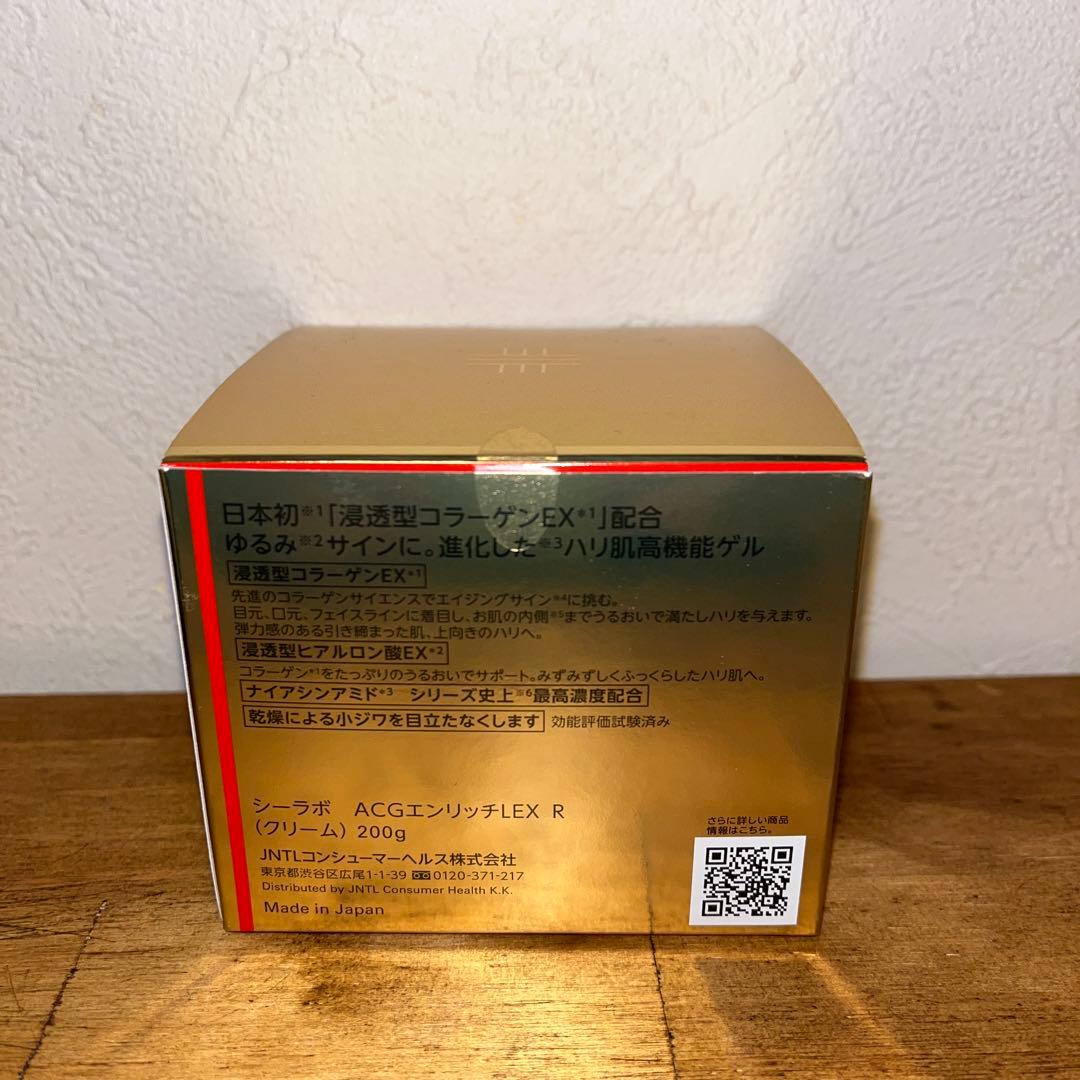 日本初※1「浸透型コラーゲンEX*1」配合
ゆるみ※2サインに。進化した※3ハリ肌高機能ゲル
浸透型コラーゲンEX*1
先進のコラーゲンサイエンスでエイジングサイン※4に挑む。
目元、口元、フェイスラインに着目し、お肌の内側※5までうるおいで満たしハリを与えます。
弾力感のある引き締まった肌、上向きのハリへ。
浸透型ヒアルロン酸EX*2
コラーゲン*1をたっぷりのうるおいでサポート。みずみずしくふっくらしたハリ肌へ。
ナイアシンアミド*3 シリーズ史上※6最高濃度配合
乾燥による小ジワを目立たなくします 効能評価試験済み
シーラボ ACGエンリッチLEX R
(クリーム) 200g
JNTLコンシューマーヘルス株式会社
東京都渋谷区広尾1-1-39 0120-371-217
Distributed by JNTL Consumer Health K.K.
Made in Japan
さらに詳しい商品
情報はこちら。